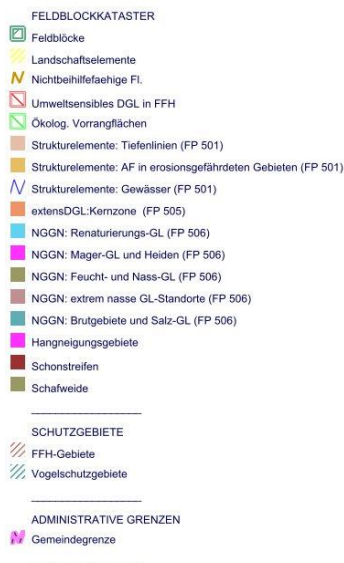 FELDBLOCKKATASTER
Feldblöcke
Landschaftselemente
Nichtbeihilfefaehige Fl.
Umweltsensibles DGL in FFH
Ökolog. Vorrangflächen
Strukturelemente: Tiefenlinien (FP 501)
Strukturelemente: AF in erosionsgefährdeten Gebieten (FP 501)
Strukturelemente: Gewässer (FP 501)
extensDGL:Kernzone (FP 505)
NGGN: Renaturierungs-GL (FP 506)
NGGN: Mager-GL und Heiden (FP 506)
NGGN: Feucht- und Nass-GL (FP 506)
NGGN: extrem nasse GL-Standorte (FP 506)
NGGN: Brutgebiete und Salz-GL (FP 506)
Hangneigungsgebiete
Schonstreifen
Schafweide
SCHUTZGEBIETE
FFH-Gebiete
Vogelschutzgebiete
ADMINISTRATIVE GRENZEN
Gemeindegrenze